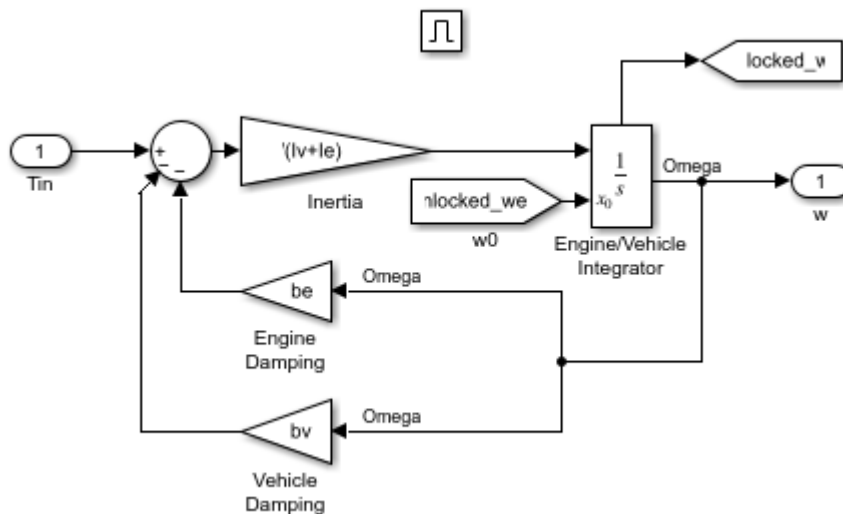 locked_w
1
Tin
+
−
−
'(Iv+Ie)
Inertia
nlocked_we
w0
1
s
x0
Omega
Engine/Vehicle
Integrator
1
w
be
Omega
Engine
Damping
bv
Omega
Vehicle
Damping